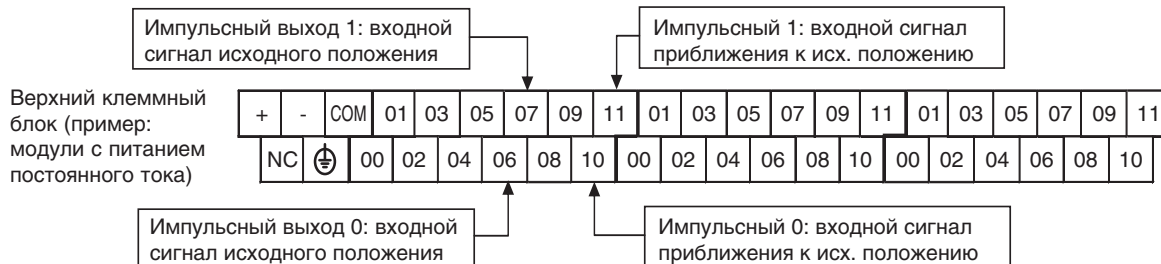 Импульсный выход 1: входной
сигнал исходного положения
Импульсный 1: входной сигнал
приближения к исх. положению
Верхний клеммный
блок (пример:
модули с питанием
постоянного тока)
+ - COM 01 03 05 07 09 11 01 03 05 07 09 11 01 03 05 07 09 11
NC 00 02 04 06 08 10 00 02 04 06 08 10 00 02 04 06 08 10
Импульсный выход 0: входной
сигнал исходного положения
Импульсный 0: входной сигнал
приближения к исх. положению